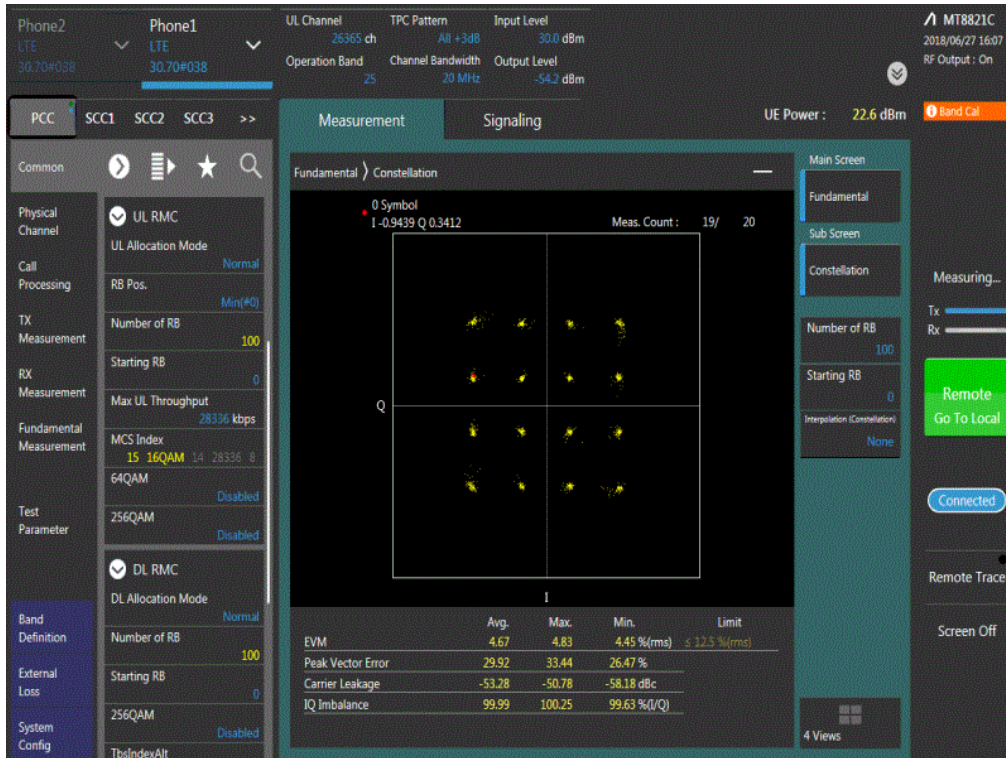 Phone2
LTE
30.70#038
Phone1
LTE
30.70#038
UL Channel
26365 ch
TPC Pattern
All +3dB
Input Level
30.0 dBm
Operation Band
25
Channel Bandwidth
20 MHz
Output Level
-54.2 dBm
MT8821C
2018/06/27 16:07
RF Output : On
PCC SCC1 SCC2 SCC3 >>
Measurement
Signaling
UE Power : 22.6 dBm
Band Cal
Common
Physical
Channel
Call
Processing
TX
Measurement
RX
Measurement
Fundamental
Measurement
Test
Parameter
Band
Definition
External
Loss
System
Config
UL RMC
UL Allocation Mode
Normal
RB Pos.
Min(#0)
Number of RB
100
Starting RB
0
Max UL Throughput
28336 kbps
MCS Index
15 16QAM 14 28336 8
64QAM
Disabled
256QAM
Disabled
DL RMC
DL Allocation Mode
Normal
Number of RB
100
Starting RB
0
256QAM
Disabled
TbsIndexAlt
Fundamental 〉 Constellation
0 Symbol
I -0.9439 Q 0.3412
Meas. Count : 19/ 20
Q
I
Avg. Max. Min. Limit
EVM 4.67 4.83 4.45 %(rms) ≤ 12.5 %(rms)
Peak Vector Error 29.92 33.44 26.47 %
Carrier Leakage -53.28 -50.78 -58.18 dBc
IQ Imbalance 99.99 100.25 99.63 %(I/Q)
Main Screen
Fundamental
Sub Screen
Constellation
Number of RB
100
Starting RB
0
Interpolation (Constellation)
None
4 Views
Measuring...
Tx
Rx
Remote
Go To Local
Connected
Remote Trace
Screen Off